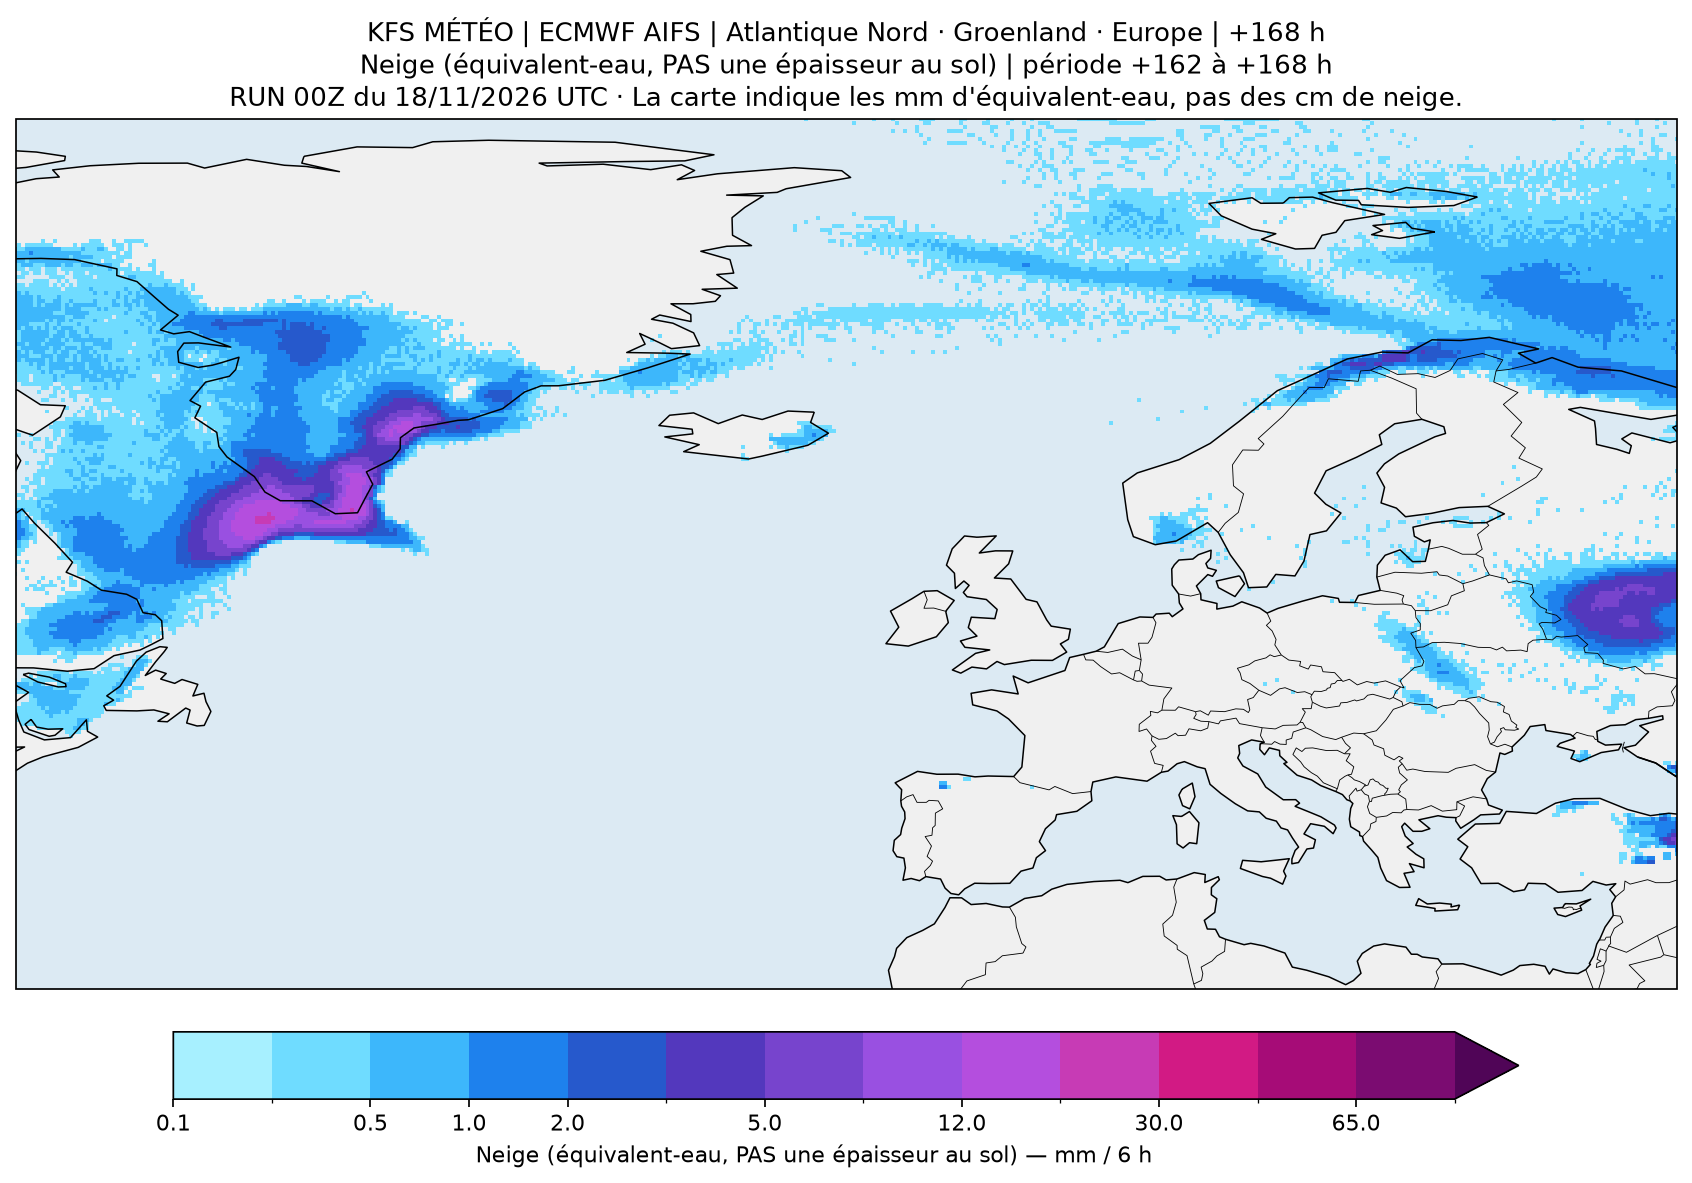 KFS MÉTÉO | ECMWF AIFS | Atlantique Nord · Groenland · Europe | +168 h
Neige (équivalent-eau, PAS une épaisseur au sol) | période +162 à +168 h
RUN 00Z du 18/11/2026 UTC · La carte indique les mm d'équivalent-eau, pas des cm de neige.
0.1 0.5 1.0 2.0 5.0 12.0 30.0 65.0
Neige (équivalent-eau, PAS une épaisseur au sol) — mm / 6 h